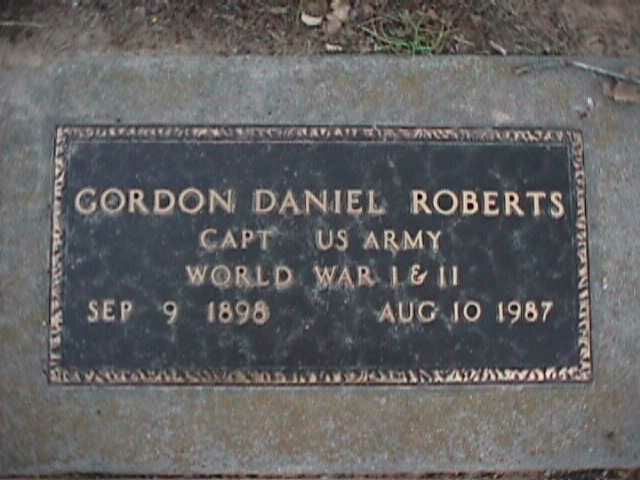 GORDON DANIEL ROBERTS
CAPT US ARMY
WORLD WAR I & II
SEP 9 1898 AUG 10 1987